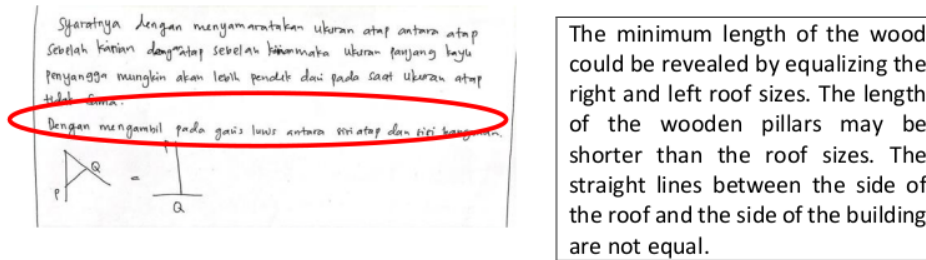 Syaratnya dengan menyamaratakan ukuran atap antara atap
sebelah kanan dengan atap sebelah kiri maka ukuran panjang kayu
penyangga mungkin akan lebih pendek dari pada saat ukuran atap
tidak sama.
Dengan mengambil pada garis lurus antara sisi atap dan sisi bangunan.
P Q = P Q
The minimum length of the wood
could be revealed by equalizing the
right and left roof sizes. The length
of the wooden pillars may be
shorter than the roof sizes. The
straight lines between the side of
the roof and the side of the building
are not equal.